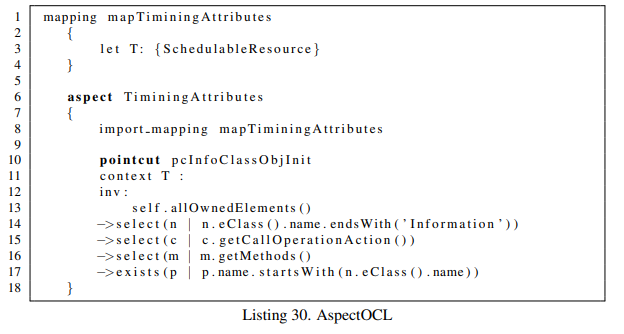 1 mapping mapTiminingAttributes
2 {
3 let T: {SchedulableResource}
4 }
5
6 aspect TiminingAttributes
7 {
8 import_mapping mapTiminingAttributes
9
10 pointcut pcInfoClassObjInit
11 context T :
12 inv:
13 self.allOwnedElements()
14 −>select(n | n.eClass().name.endsWith('Information'))
15 −>select(c | c.getCallOperationAction())
16 −>select(m | m.getMethods()
17 −>exists(p | p.name.startsWith(n.eClass().name))
18 }
Listing 30. AspectOCL